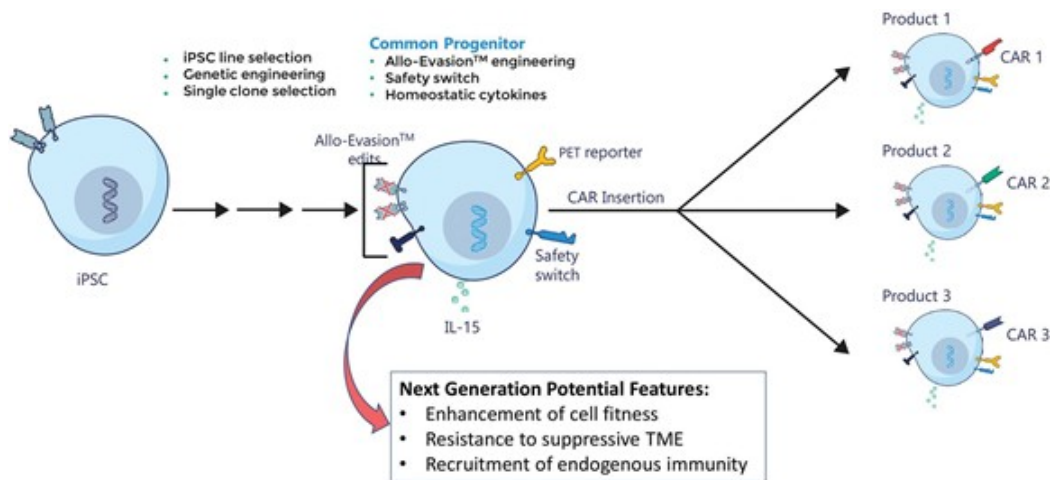 iPSC line selection
Genetic engineering
Single clone selection
Common Progenitor
Allo-Evasion™ engineering
Safety switch
Homeostatic cytokines
iPSC
Allo-Evasion™
edits
PET reporter
Safety
switch
IL-15
CAR Insertion
Product 1
CAR 1
Product 2
CAR 2
Product 3
CAR 3
Next Generation Potential Features:
• Enhancement of cell fitness
• Resistance to suppressive TME
• Recruitment of endogenous immunity